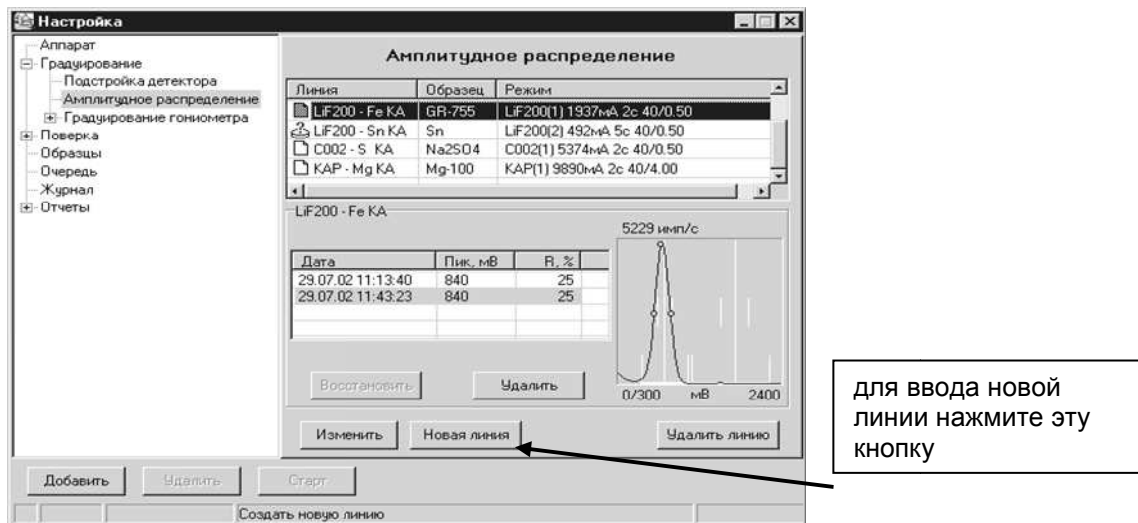 Настройка
Аппарат
Градуирование
Подстройка детектора
Амплитудное распределение
Градуирование гониометра
Поверка
Образцы
Очередь
Журнал
Отчеты
Амплитудное распределение
Линия Образец Режим
LiF200 - Fe KA GR-755 LiF200(1) 1937мА 2с 40/0.50
LiF200 - Sn KA Sn LiF200(2) 492мА 5с 40/0.50
C002 - S KA Na2SO4 C002(1) 5374мА 2с 40/0.50
KAP - Mg KA Mg-100 KAP(1) 9890мА 2с 40/4.00
LiF200 - Fe KA
5229 имп/с
Дата Пик, мВ R, %
29.07.02 11:13:40 840 25
29.07.02 11:43:23 840 25
0/300 мВ 2400
Восстановить Удалить
Изменить Новая линия Удалить линию
Добавить Удалить Старт
Создать новую линию
для ввода новой
линии нажмите эту
кнопку